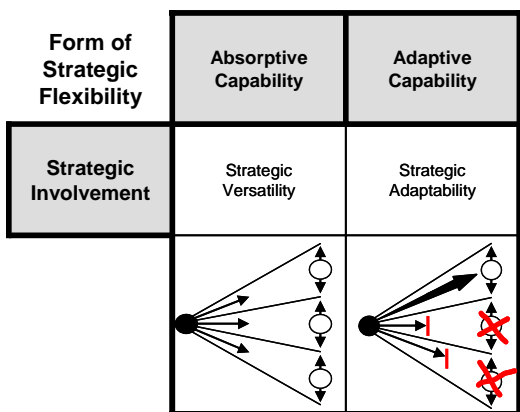 Form of
Strategic
Flexibility
Absorptive
Capability
Adaptive
Capability
Strategic
Involvement
Strategic
Versatility
Strategic
Adaptability